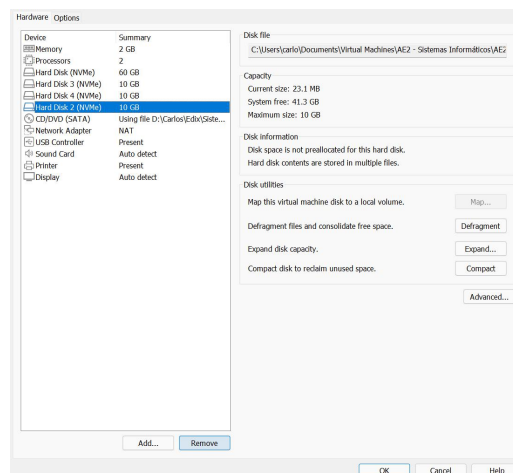 Hardware Options
Device Summary
Memory 2 GB
Processors 2
Hard Disk (NVMe) 60 GB
Hard Disk 3 (NVMe) 10 GB
Hard Disk 4 (NVMe) 10 GB
Hard Disk 2 (NVMe) 10 GB
CD/DVD (SATA) Using file D:\Carlos\Edix\Siste...
Network Adapter NAT
USB Controller Present
Sound Card Auto detect
Printer Present
Display Auto detect
Add... Remove
Disk file
C:\Users\carlo\Documents\Virtual Machines\AE2 - Sistemas Informáticos\AE2
Capacity
Current size: 23.1 MB
System free: 41.3 GB
Maximum size: 10 GB
Disk information
Disk space is not preallocated for this hard disk.
Hard disk contents are stored in multiple files.
Disk utilities
Map this virtual machine disk to a local volume. Map...
Defragment files and consolidate free space. Defragment
Expand disk capacity. Expand...
Compact disk to reclaim unused space. Compact
Advanced...
OK Cancel Help